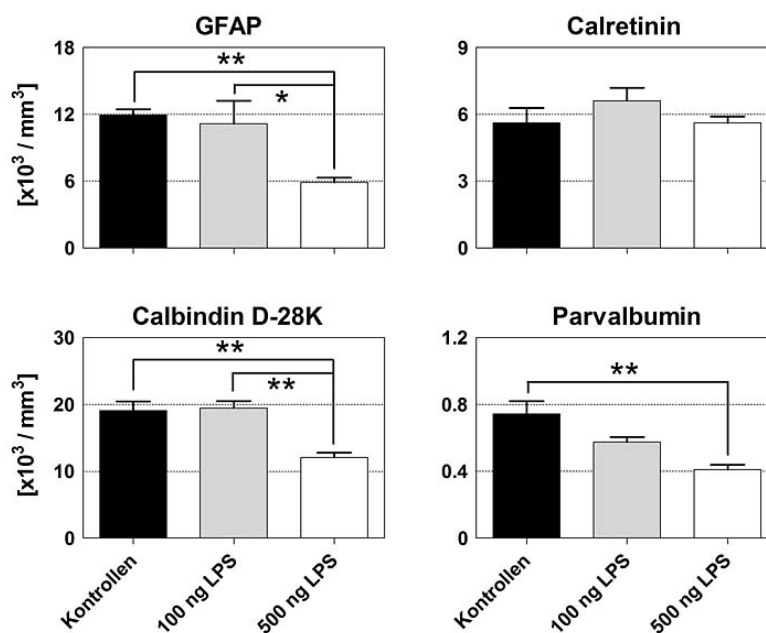 GFAP
[x10³ / mm³]
18
12
6
0
**
*
Calretinin
9
6
3
0
Calbindin D-28K
[x10³ / mm³]
30
20
10
0
**
**
Kontrollen
100 ng LPS
500 ng LPS
Parvalbumin
1.2
0.8
0.4
0
**
Kontrollen
100 ng LPS
500 ng LPS